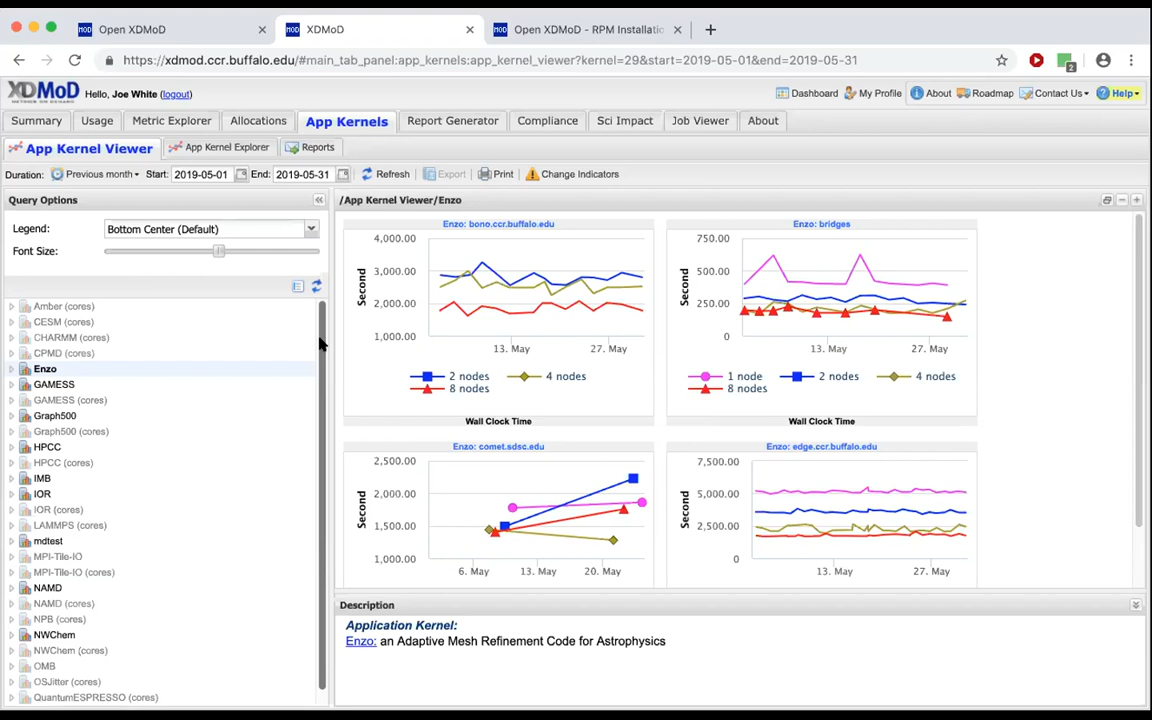 Open XDMoD
XDMoD
Open XDMoD - RPM Installatio
https://xdmod.ccr.buffalo.edu/#main_tab_panel:app_kernels:app_kernel_viewer?kernel=29&start=2019-05-01&end=2019-05-31
2
XDMoD Hello, Joe White (logout)
METRICS ON DEMAND
Dashboard My Profile About Roadmap Contact Us Help
Summary Usage Metric Explorer Allocations App Kernels Report Generator Compliance Sci Impact Job Viewer About
App Kernel Viewer App Kernel Explorer Reports
Duration: Previous month Start: 2019-05-01 End: 2019-05-31 Refresh Export Print Change Indicators
Query Options
Legend: Bottom Center (Default)
Font Size:
Amber (cores)
CESM (cores)
CHARMM (cores)
CPMD (cores)
Enzo
GAMESS
GAMESS (cores)
Graph500
Graph500 (cores)
HPCC
HPCC (cores)
IMB
IOR
IOR (cores)
LAMMPS (cores)
mdtest
MPI-Tile-IO
MPI-Tile-IO (cores)
NAMD
NAMD (cores)
NPB (cores)
NWChem
NWChem (cores)
OMB
OSJitter (cores)
QuantumESPRESSO (cores)
/App Kernel Viewer/Enzo
Enzo: bono.ccr.buffalo.edu
4,000.00
3,000.00
2,000.00
1,000.00
Second
13. May 27. May
2 nodes 4 nodes
8 nodes
Wall Clock Time
Enzo: bridges
750.00
500.00
250.00
0
Second
13. May 27. May
1 node 2 nodes 4 nodes
8 nodes
Wall Clock Time
Enzo: comet.sdsc.edu
2,500.00
2,000.00
1,500.00
1,000.00
Second
6. May 13. May 20. May
Enzo: edge.ccr.buffalo.edu
7,500.00
5,000.00
2,500.00
0
Second
13. May 27. May
Description
Application Kernel:
Enzo: an Adaptive Mesh Refinement Code for Astrophysics